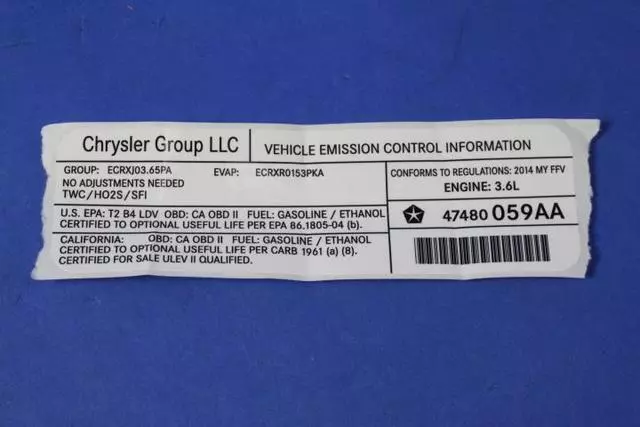 Chrysler Group LLC
VEHICLE EMISSION CONTROL INFORMATION
GROUP: ECRXJ03.65PA EVAP: ECRXR0153PKA
NO ADJUSTMENTS NEEDED
TWC/HO2S/SFI
CONFORMS TO REGULATIONS: 2014 MY FFV
ENGINE: 3.6L
U.S. EPA: T2 B4 LDV OBD: CA OBD II FUEL: GASOLINE / ETHANOL
CERTIFIED TO OPTIONAL USEFUL LIFE PER EPA 86.1805-04 (b).
47480 059AA
CALIFORNIA: OBD: CA OBD II FUEL: GASOLINE / ETHANOL
CERTIFIED TO OPTIONAL USEFUL LIFE PER CARB 1961 (a) (8).
CERTIFIED FOR SALE ULEV II QUALIFIED.